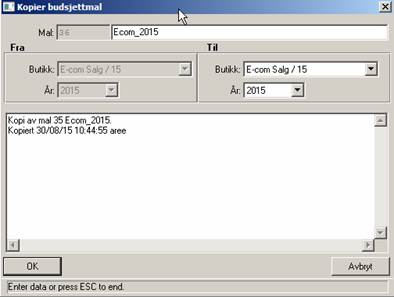 Kopier budsjettmal
Mal: 36 Ecom_2015
Fra Til
Butikk: E-com Salg / 15 Butikk: E-com Salg / 15
År: 2015 År: 2015
Kopi av mal 35 Ecom_2015.
Kopiert 30/08/15 10:44:55 aree
OK Avbryt
Enter data or press ESC to end.